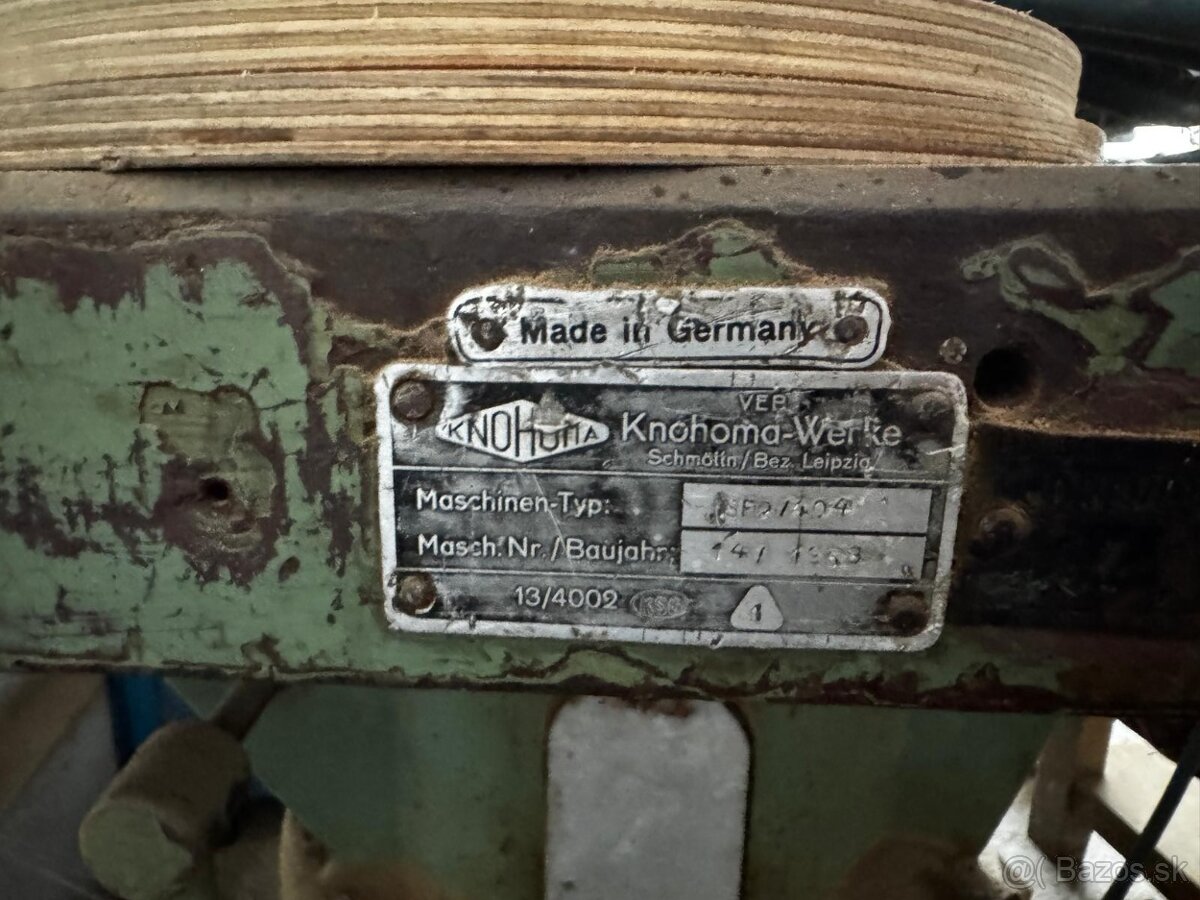 Made in Germany
VEB
KNOHOMA Knohoma-Werke
Schmölln/Bez. Leipzig
Maschinen-Typ:
Masch. Nr./Baujahr:
13/4002 1
@( Bazos.sk